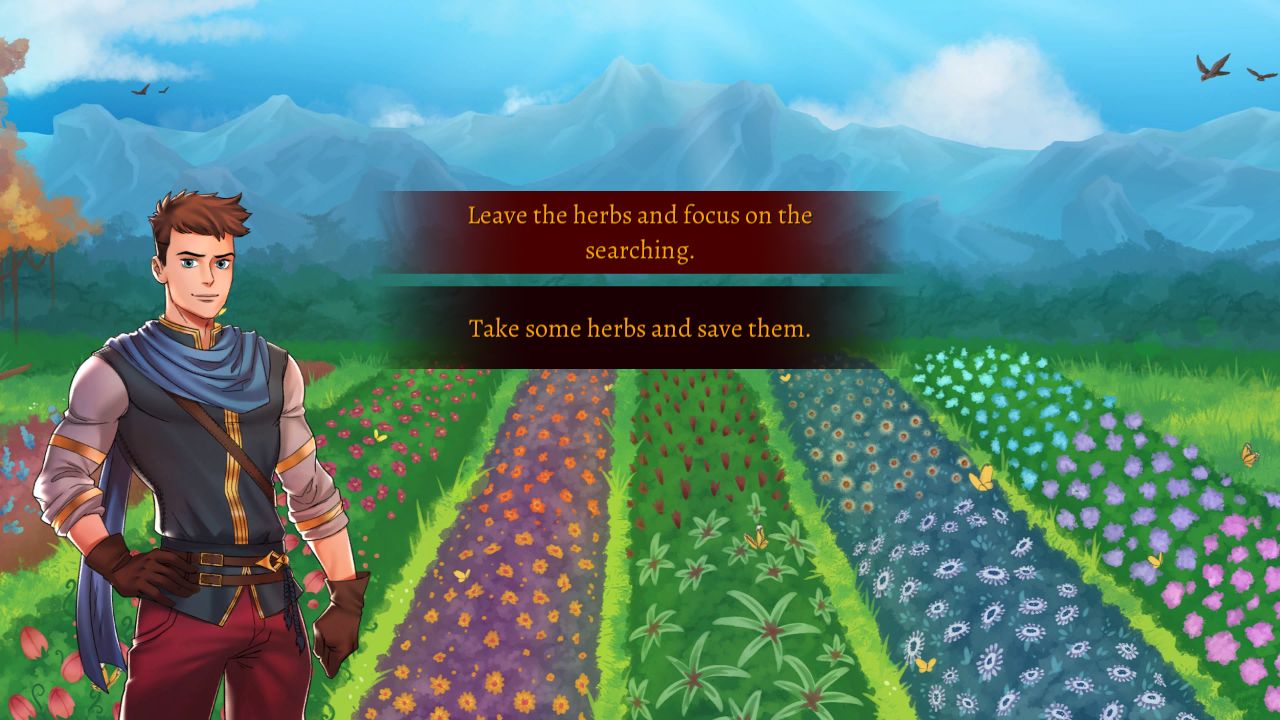 Leave the herbs and focus on the
searching.
Take some herbs and save them.